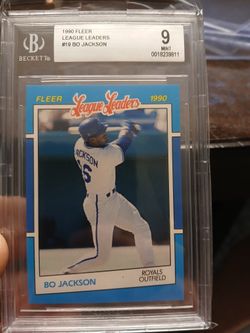 1990 FLEER
LEAGUE LEADERS
#19 BO JACKSON
BECKETT
9
MINT
0018239811
FLEER
League Leaders
1990
JACKSON
16
BO JACKSON
ROYALS
OUTFIELD